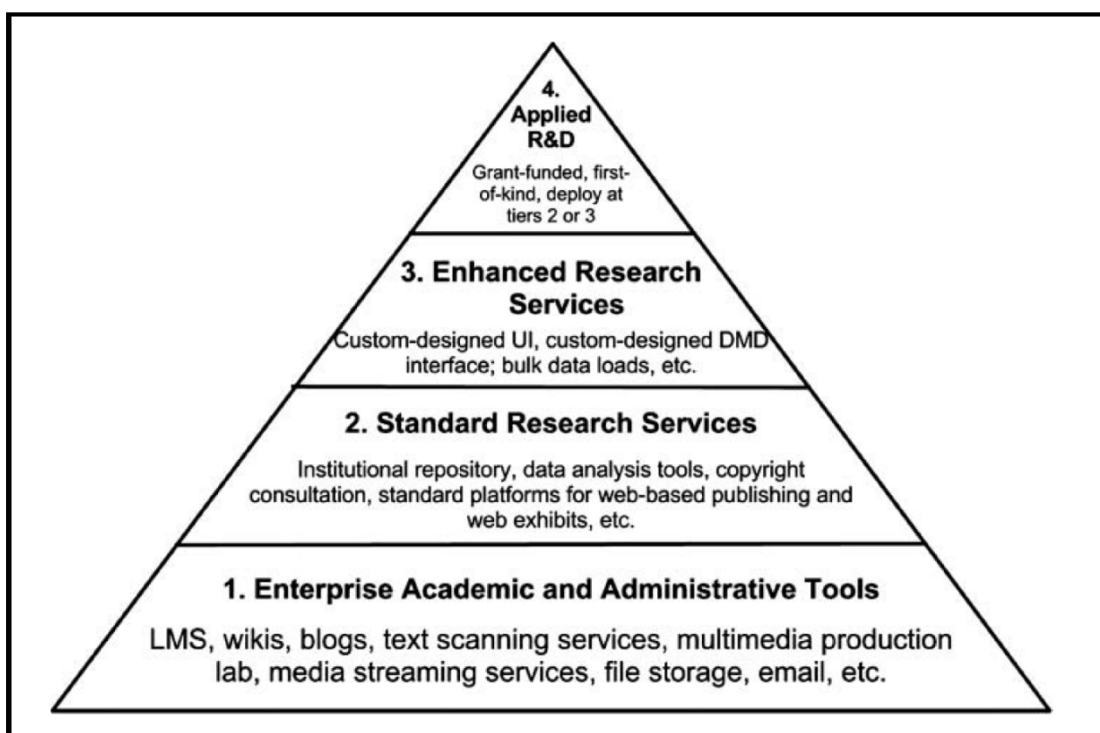 4.
Applied
R&D
Grant-funded, first-
of-kind, deploy at
tiers 2 or 3
3. Enhanced Research
Services
Custom-designed UI, custom-designed DMD
interface; bulk data loads, etc.
2. Standard Research Services
Institutional repository, data analysis tools, copyright
consultation, standard platforms for web-based publishing and
web exhibits, etc.
1. Enterprise Academic and Administrative Tools
LMS, wikis, blogs, text scanning services, multimedia production
lab, media streaming services, file storage, email, etc.